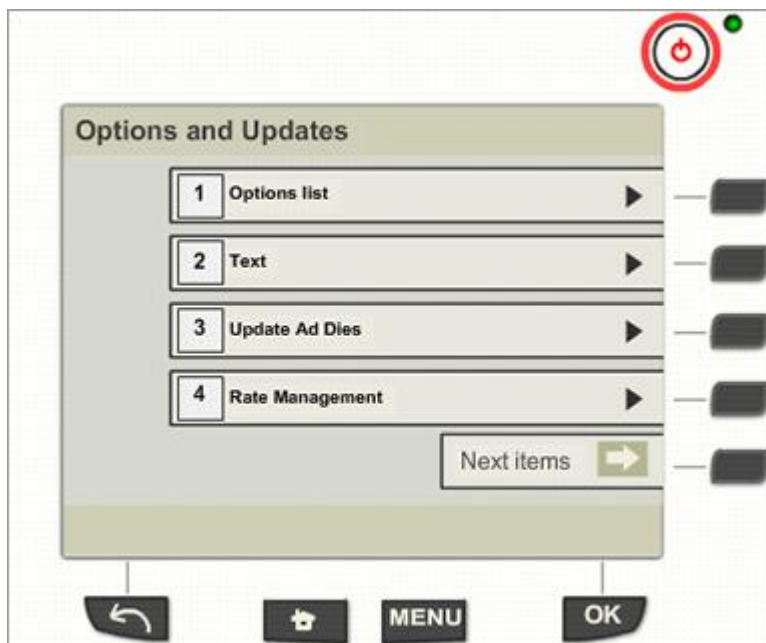 Options and Updates
1 Options list
2 Text
3 Update Ad Dies
4 Rate Management
Next items
MENU
OK